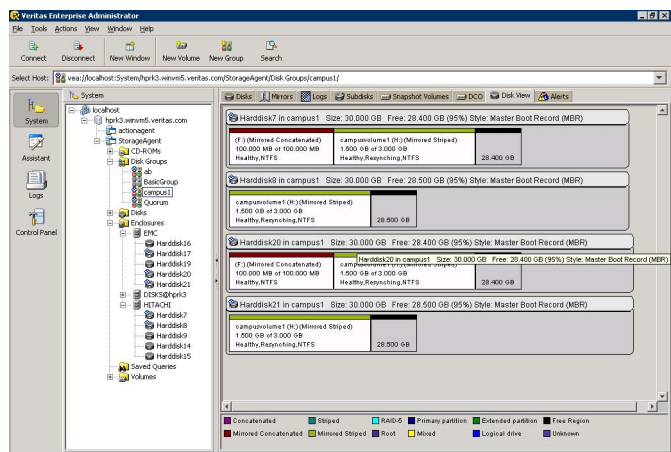 Veritas Enterprise Administrator
File Tools Actions View Window Help
Connect Disconnect New Window New Volume New Group Search
Select Host: vea://localhost:System/hprk3.winvm5.veritas.com/StorageAgent/Disk Groups/campus1/
System
Assistant
Logs
Control Panel
System
localhost
hprk3.winvm5.veritas.com
actionagent
StorageAgent
CD-ROMs
Disk Groups
ab
BasicGroup
campus1
Quorum
Disks
Enclosures
EMC
Harddisk16
Harddisk17
Harddisk19
Harddisk20
Harddisk21
DISKS@hprk3
HITACHI
Harddisk7
Harddisk8
Harddisk9
Harddisk14
Harddisk15
Saved Queries
Volumes
Disks Mirrors Logs Subdisks Snapshot Volumes DCO Disk View Alerts
Harddisk7 in campus1 Size: 30.000 GB Free: 28.400 GB (95%) Style: Master Boot Record (MBR)
(F:) (Mirrored Concatenated) campusvolume1 (H:) (Mirrored Striped)
100.000 MB of 100.000 MB 1.500 GB of 3.000 GB
Healthy,NTFS Healthy,Resynching,NTFS 28.400 GB
Harddisk8 in campus1 Size: 30.000 GB Free: 28.500 GB (95%) Style: Master Boot Record (MBR)
campusvolume1 (H:) (Mirrored Striped)
1.500 GB of 3.000 GB
Healthy,Resynching,NTFS 28.500 GB
Harddisk20 in campus1 Size: 30.000 GB Free: 28.400 GB (95%) Style: Master Boot Record (MBR)
Harddisk20 in campus1 Size: 30.000 GB Free: 28.400 GB (95%) Style: Master Boot Record (MBR)
(F:) (Mirrored Concatenated)
100.000 MB of 100.000 MB 1.500 GB of 3.000 GB
Healthy,NTFS Healthy,Resynching,NTFS 28.400 GB
Harddisk21 in campus1 Size: 30.000 GB Free: 28.500 GB (95%) Style: Master Boot Record (MBR)
campusvolume1 (H:) (Mirrored Striped)
1.500 GB of 3.000 GB
Healthy,Resynching,NTFS 28.500 GB
Concatenated Striped RAID-5 Primary partition Extended partition Free Region
Mirrored Concatenated Mirrored Striped Root Mixed Logical drive Unknown